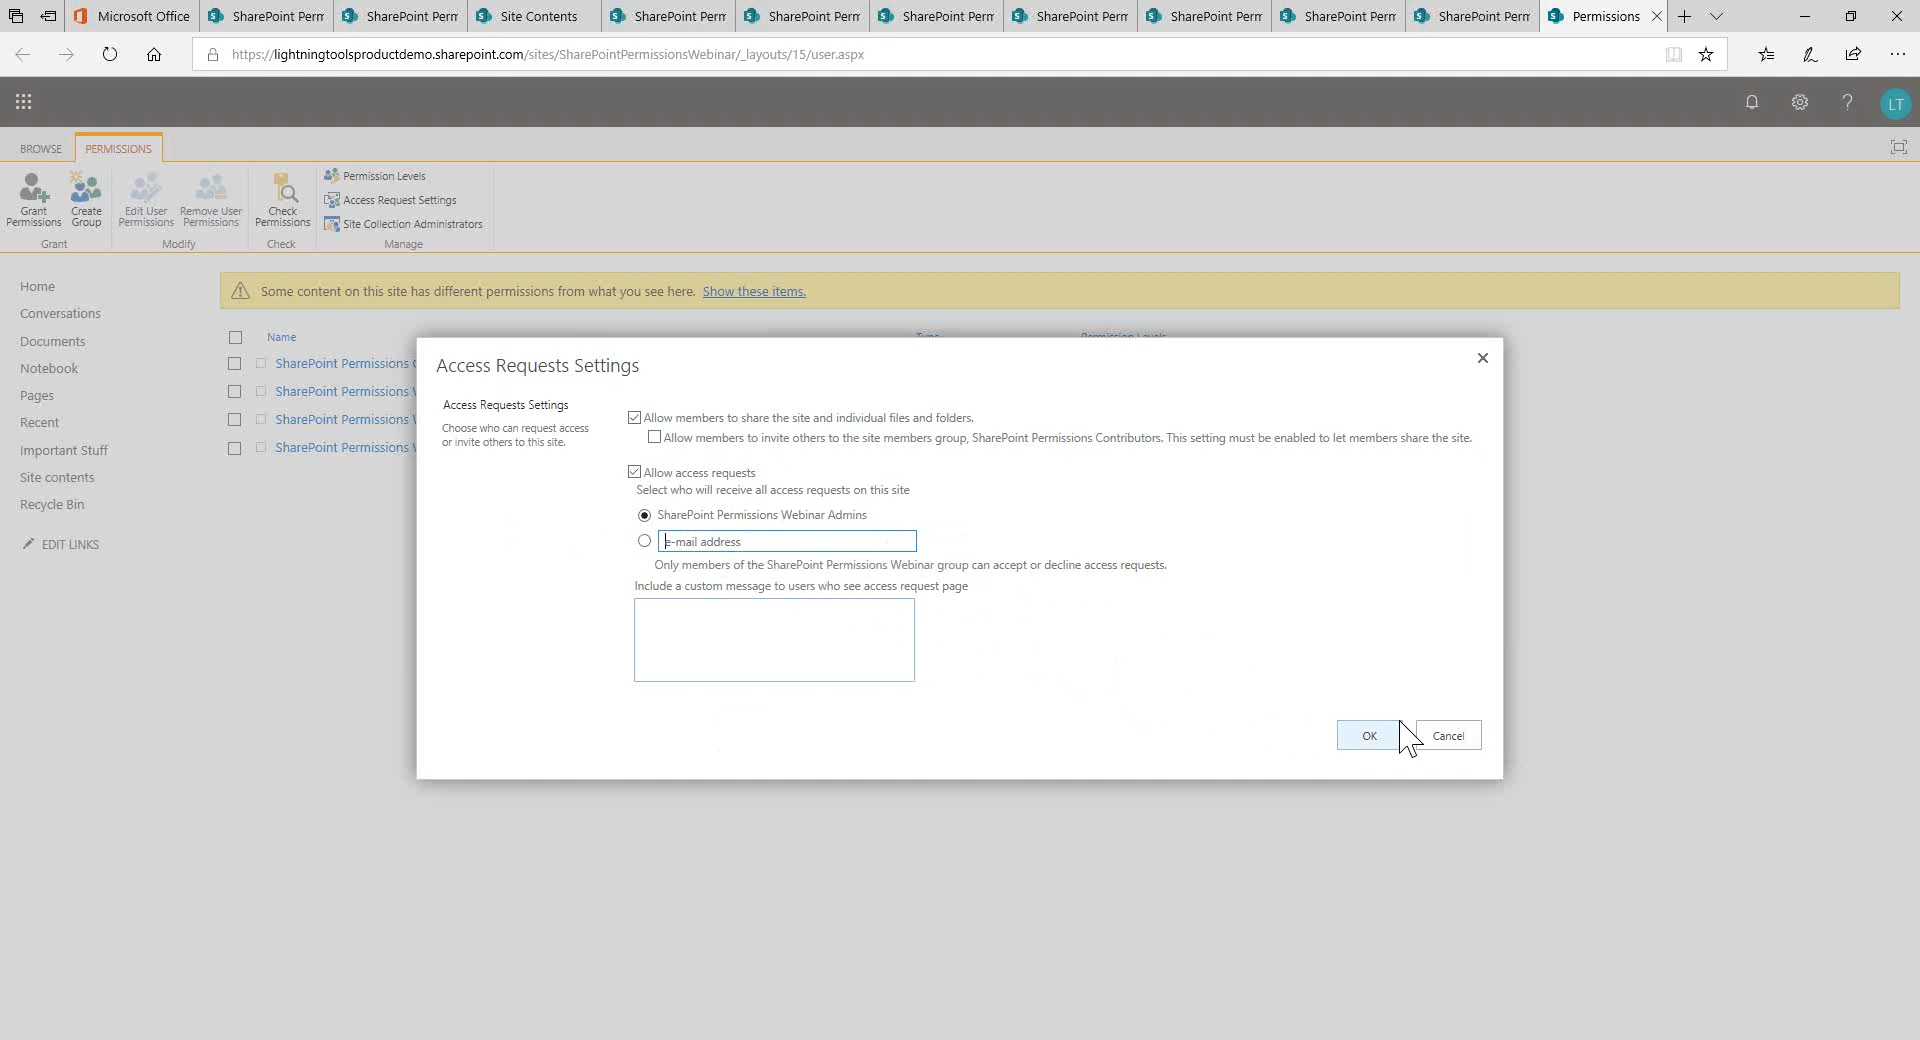 Microsoft Office
SharePoint Perm
SharePoint Perm
Site Contents
SharePoint Perm
SharePoint Perm
SharePoint Perm
SharePoint Perm
SharePoint Perm
SharePoint Perm
SharePoint Perm
Permissions
https://lightningtoolsproductdemo.sharepoint.com/sites/SharePointPermissionsWebinar/_layouts/15/user.aspx
LT
BROWSE PERMISSIONS
Grant Permissions
Create Group
Edit User Permissions
Remove User Permissions
Check Permissions
Permission Levels
Access Request Settings
Site Collection Administrators
Grant Modify Check Manage
Some content on this site has different permissions from what you see here. Show these items.
Home
Conversations
Documents
Notebook
Pages
Recent
Important Stuff
Site contents
Recycle Bin
EDIT LINKS
Name Type Permission Levels
SharePoint Permissions
SharePoint Permissions
SharePoint Permissions
SharePoint Permissions
Access Requests Settings
Access Requests Settings
Choose who can request access
or invite others to this site.
Allow members to share the site and individual files and folders.
Allow members to invite others to the site members group, SharePoint Permissions Contributors. This setting must be enabled to let members share the site.
Allow access requests
Select who will receive all access requests on this site
SharePoint Permissions Webinar Admins
e-mail address
Only members of the SharePoint Permissions Webinar group can accept or decline access requests.
Include a custom message to users who see access request page
OK Cancel